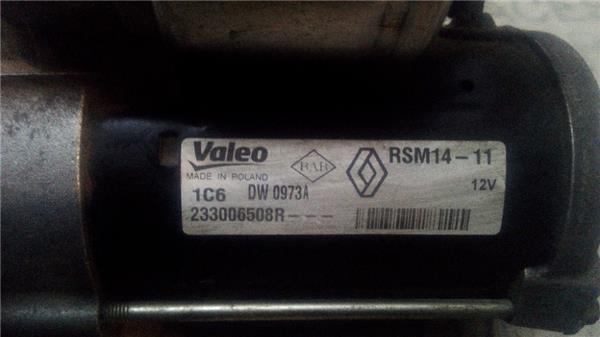 Valeo
MADE IN POLAND
1C6 DW 0973A
233006508R---
RAR
RSM14-11
12V